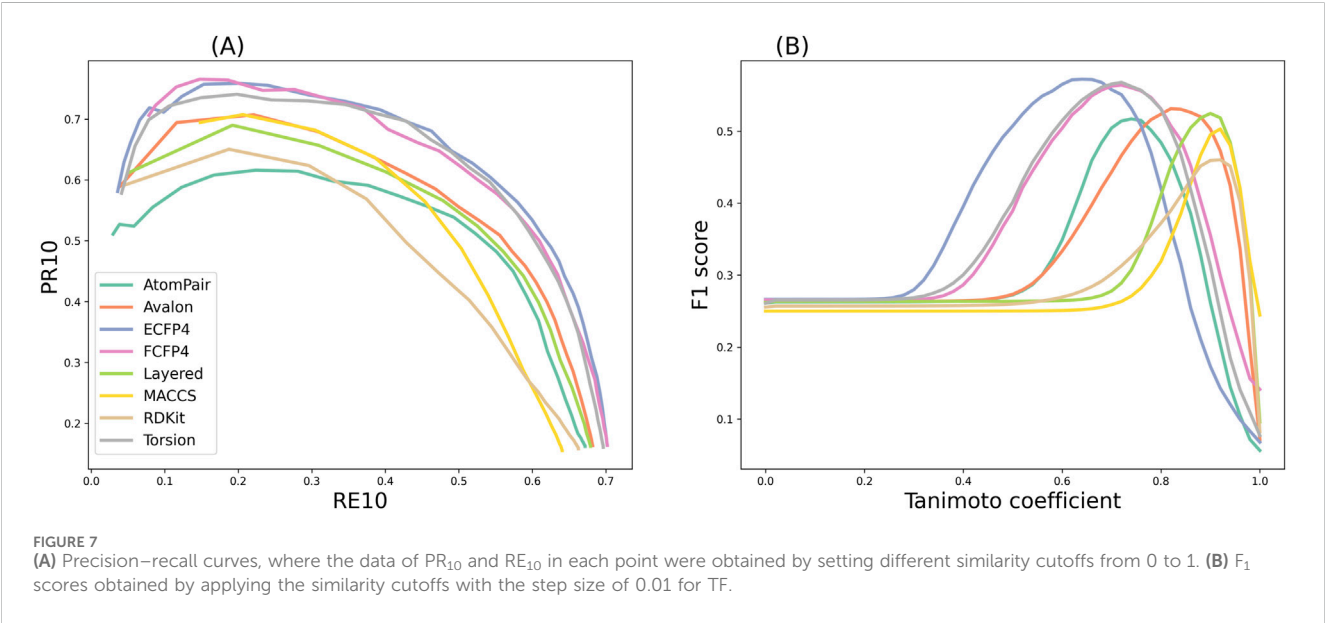 (A)
PR10
0.7
0.6
0.5
0.4
0.3
0.2
AtomPair
Avalon
ECFP4
FCFP4
Layered
MACCS
RDKit
Torsion
0.0 0.1 0.2 0.3 0.4 0.5 0.6 0.7
RE10
(B)
F1 score
0.5
0.4
0.3
0.2
0.1
0.0 0.2 0.4 0.6 0.8 1.0
Tanimoto coefficient
FIGURE 7
(A) Precision–recall curves, where the data of PR₁₀ and RE₁₀ in each point were obtained by setting different similarity cutoffs from 0 to 1. (B) F₁
scores obtained by applying the similarity cutoffs with the step size of 0.01 for TF.